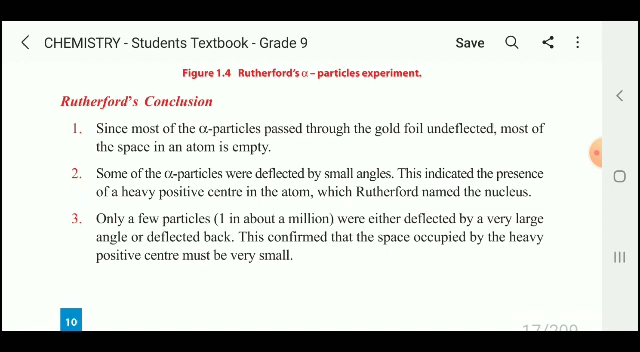 CHEMISTRY - Students Textbook - Grade 9 Save
Figure 1.4 Rutherford's α – particles experiment.
Rutherford's Conclusion
1. Since most of the α-particles passed through the gold foil undeflected, most of
the space in an atom is empty.
2. Some of the α-particles were deflected by small angles. This indicated the presence
of a heavy positive centre in the atom, which Rutherford named the nucleus.
3. Only a few particles (1 in about a million) were either deflected by a very large
angle or deflected back. This confirmed that the space occupied by the heavy
positive centre must be very small.
10